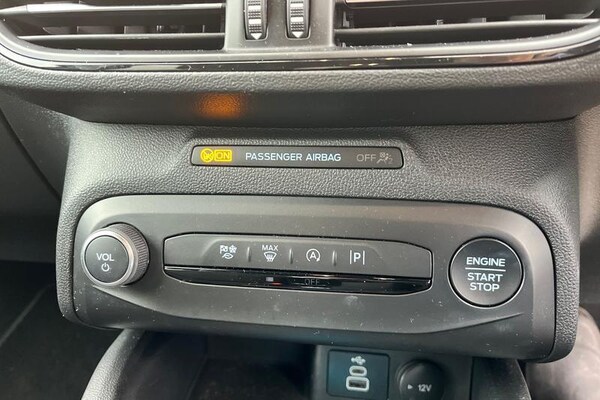 ON PASSENGER AIRBAG OFF
VOL
MAX
A
P
OFF
ENGINE
START
STOP
12V